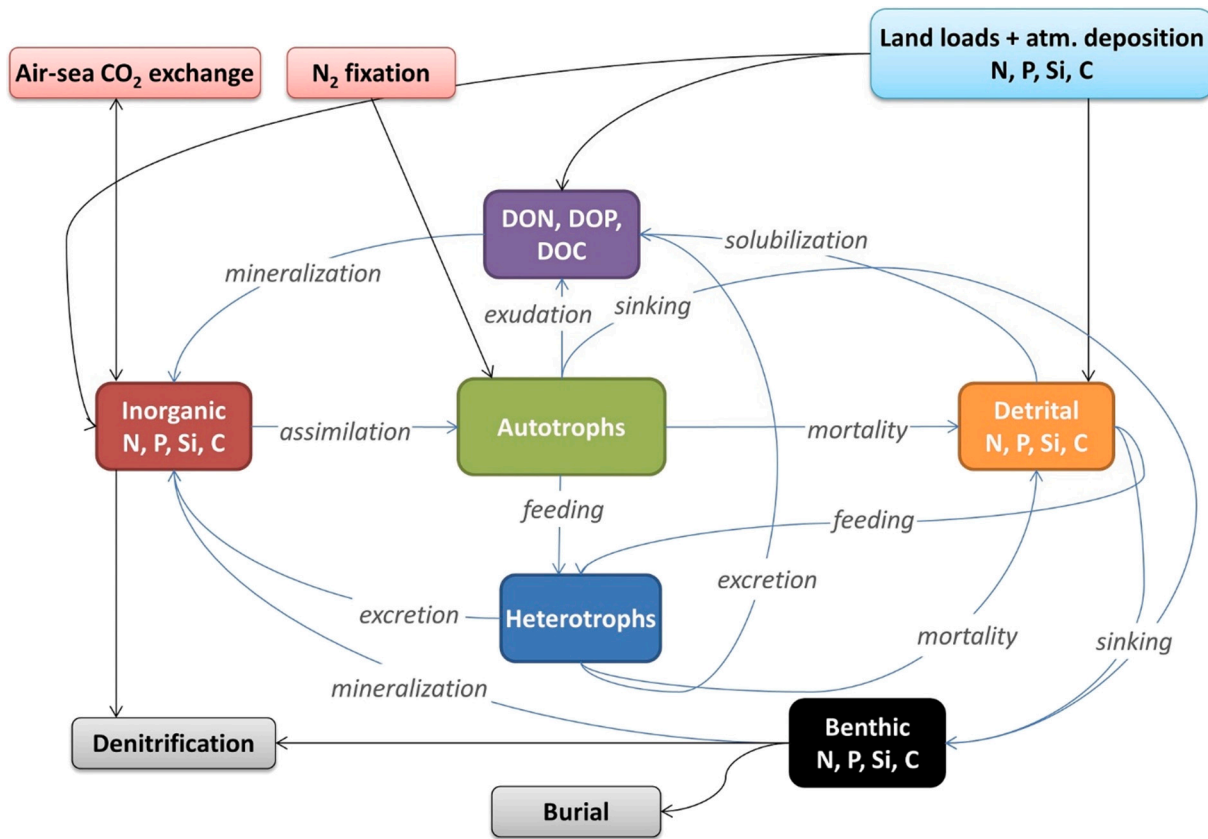 Land loads + atm. deposition
N, P, Si, C
Air-sea CO₂ exchange
N₂ fixation
DON, DOP,
DOC
solubilization
mineralization
exudation
sinking
Inorganic
N, P, Si, C
assimilation
Autotrophs
mortality
Detrital
N, P, Si, C
feeding
feeding
excretion
excretion
Heterotrophs
mortality
sinking
mineralization
Denitrification
Benthic
N, P, Si, C
Burial